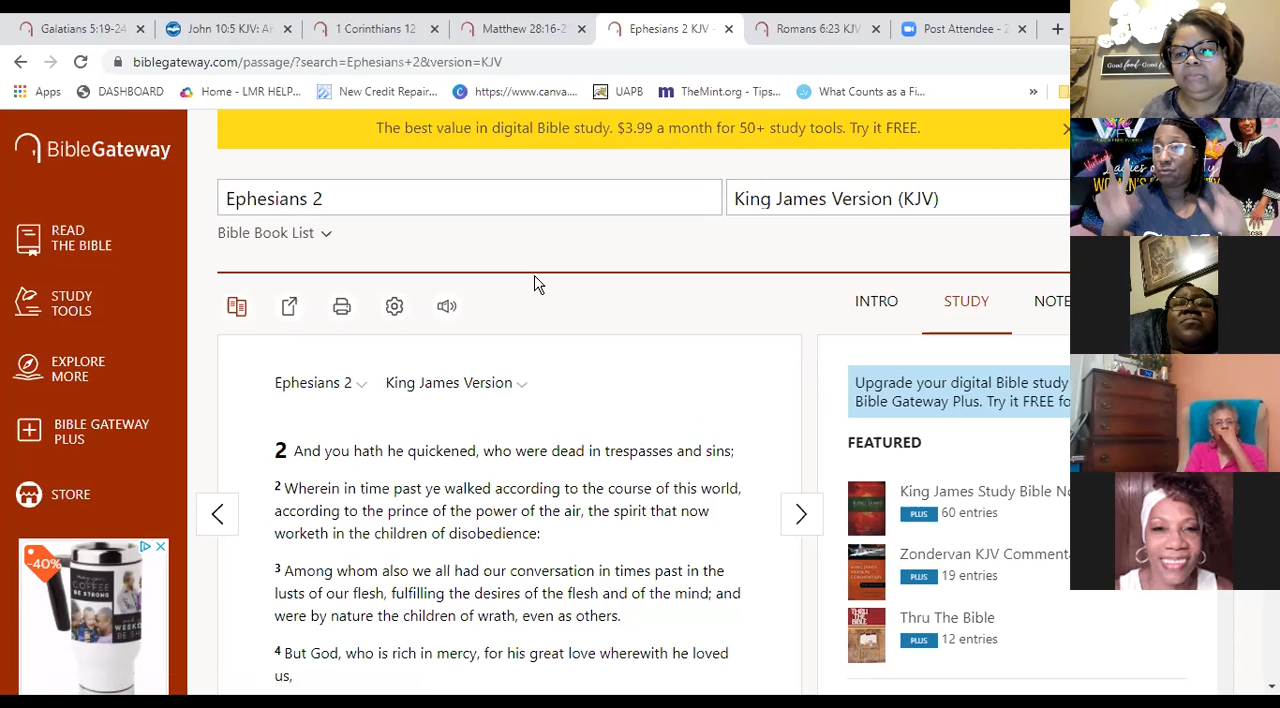 Galatians 5:19-24
John 10:5 KJV: A
1 Corinthians 12
Matthew 28:16-2
Ephesians 2 KJV -
Romans 6:23 KJV
Post Attendee - Z
biblegateway.com/passage/?search=Ephesians+2&version=KJV
Apps
DASHBOARD
Home - LMR HELP...
New Credit Repair...
https://www.canva....
UAPB
TheMint.org - Tips...
What Counts as a Fi...
BibleGateway
READ
THE BIBLE
STUDY
TOOLS
EXPLORE
MORE
BIBLE GATEWAY
PLUS
STORE
-40%
COFFEE
BE STRONG
The best value in digital Bible study. $3.99 a month for 50+ study tools. Try it FREE.
Ephesians 2
King James Version (KJV)
Bible Book List
INTRO
STUDY
NOTE
Ephesians 2
King James Version
2 And you hath he quickened, who were dead in trespasses and sins;
2 Wherein in time past ye walked according to the course of this world,
according to the prince of the power of the air, the spirit that now
worketh in the children of disobedience:
3 Among whom also we all had our conversation in times past in the
lusts of our flesh, fulfilling the desires of the flesh and of the mind; and
were by nature the children of wrath, even as others.
4 But God, who is rich in mercy, for his great love wherewith he loved
us,
Upgrade your digital Bible study
Bible Gateway Plus. Try it FREE fo
FEATURED
King James Study Bible No
PLUS 60 entries
Zondervan KJV Commenta
PLUS 19 entries
Thru The Bible
PLUS 12 entries
Good food - Good
Virtual
Ladies
WOMEN'S